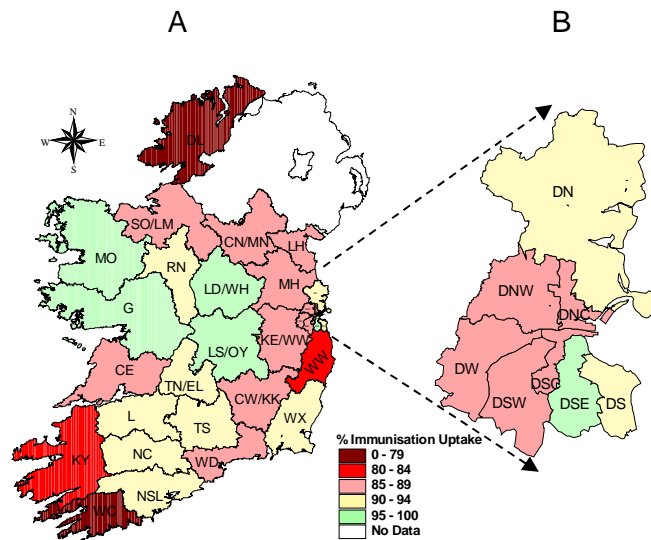 A
B
N
W
E
S
DL
SO/LM
CN/MN
LH
MO
RN
LD/WH
MH
G
LS/OY
KE/WW
WW
CE
TN/EL
CW/KK
L
TS
WX
KY
NC
WD
NSL
WC
DN
DNW
DNC
DW
DSW
DSC
DSE
DS
% Immunisation Uptake
0 - 79
80 - 84
85 - 89
90 - 94
95 - 100
No Data